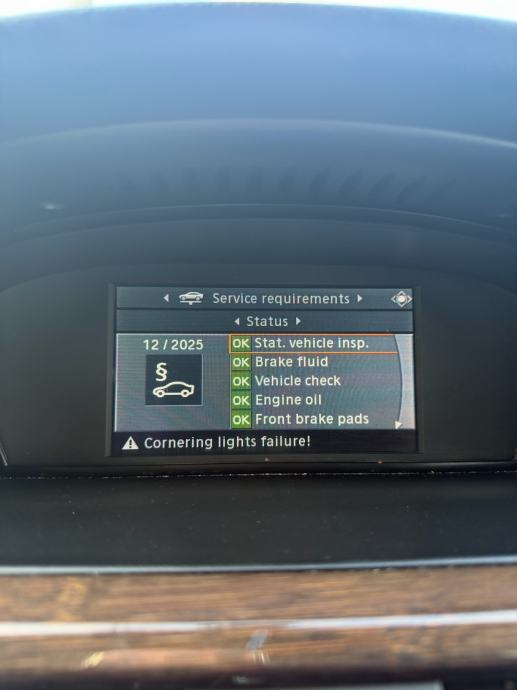 Service requirements
Status
12 / 2025
§
OK Stat. vehicle insp.
OK Brake fluid
OK Vehicle check
OK Engine oil
OK Front brake pads
Cornering lights failure!